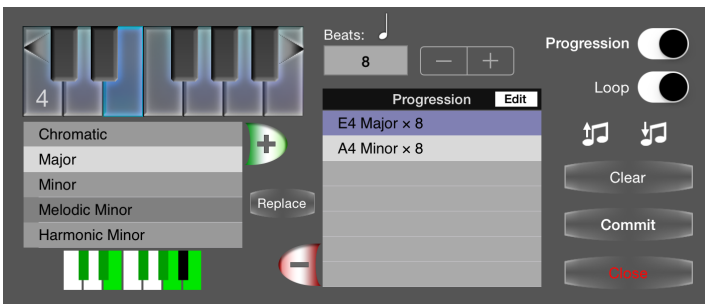 Beats:
8
Progression
Loop
4
Progression Edit
E4 Major × 8
A4 Minor × 8
Chromatic
Major
Minor
Melodic Minor
Harmonic Minor
Replace
Clear
Commit
Close